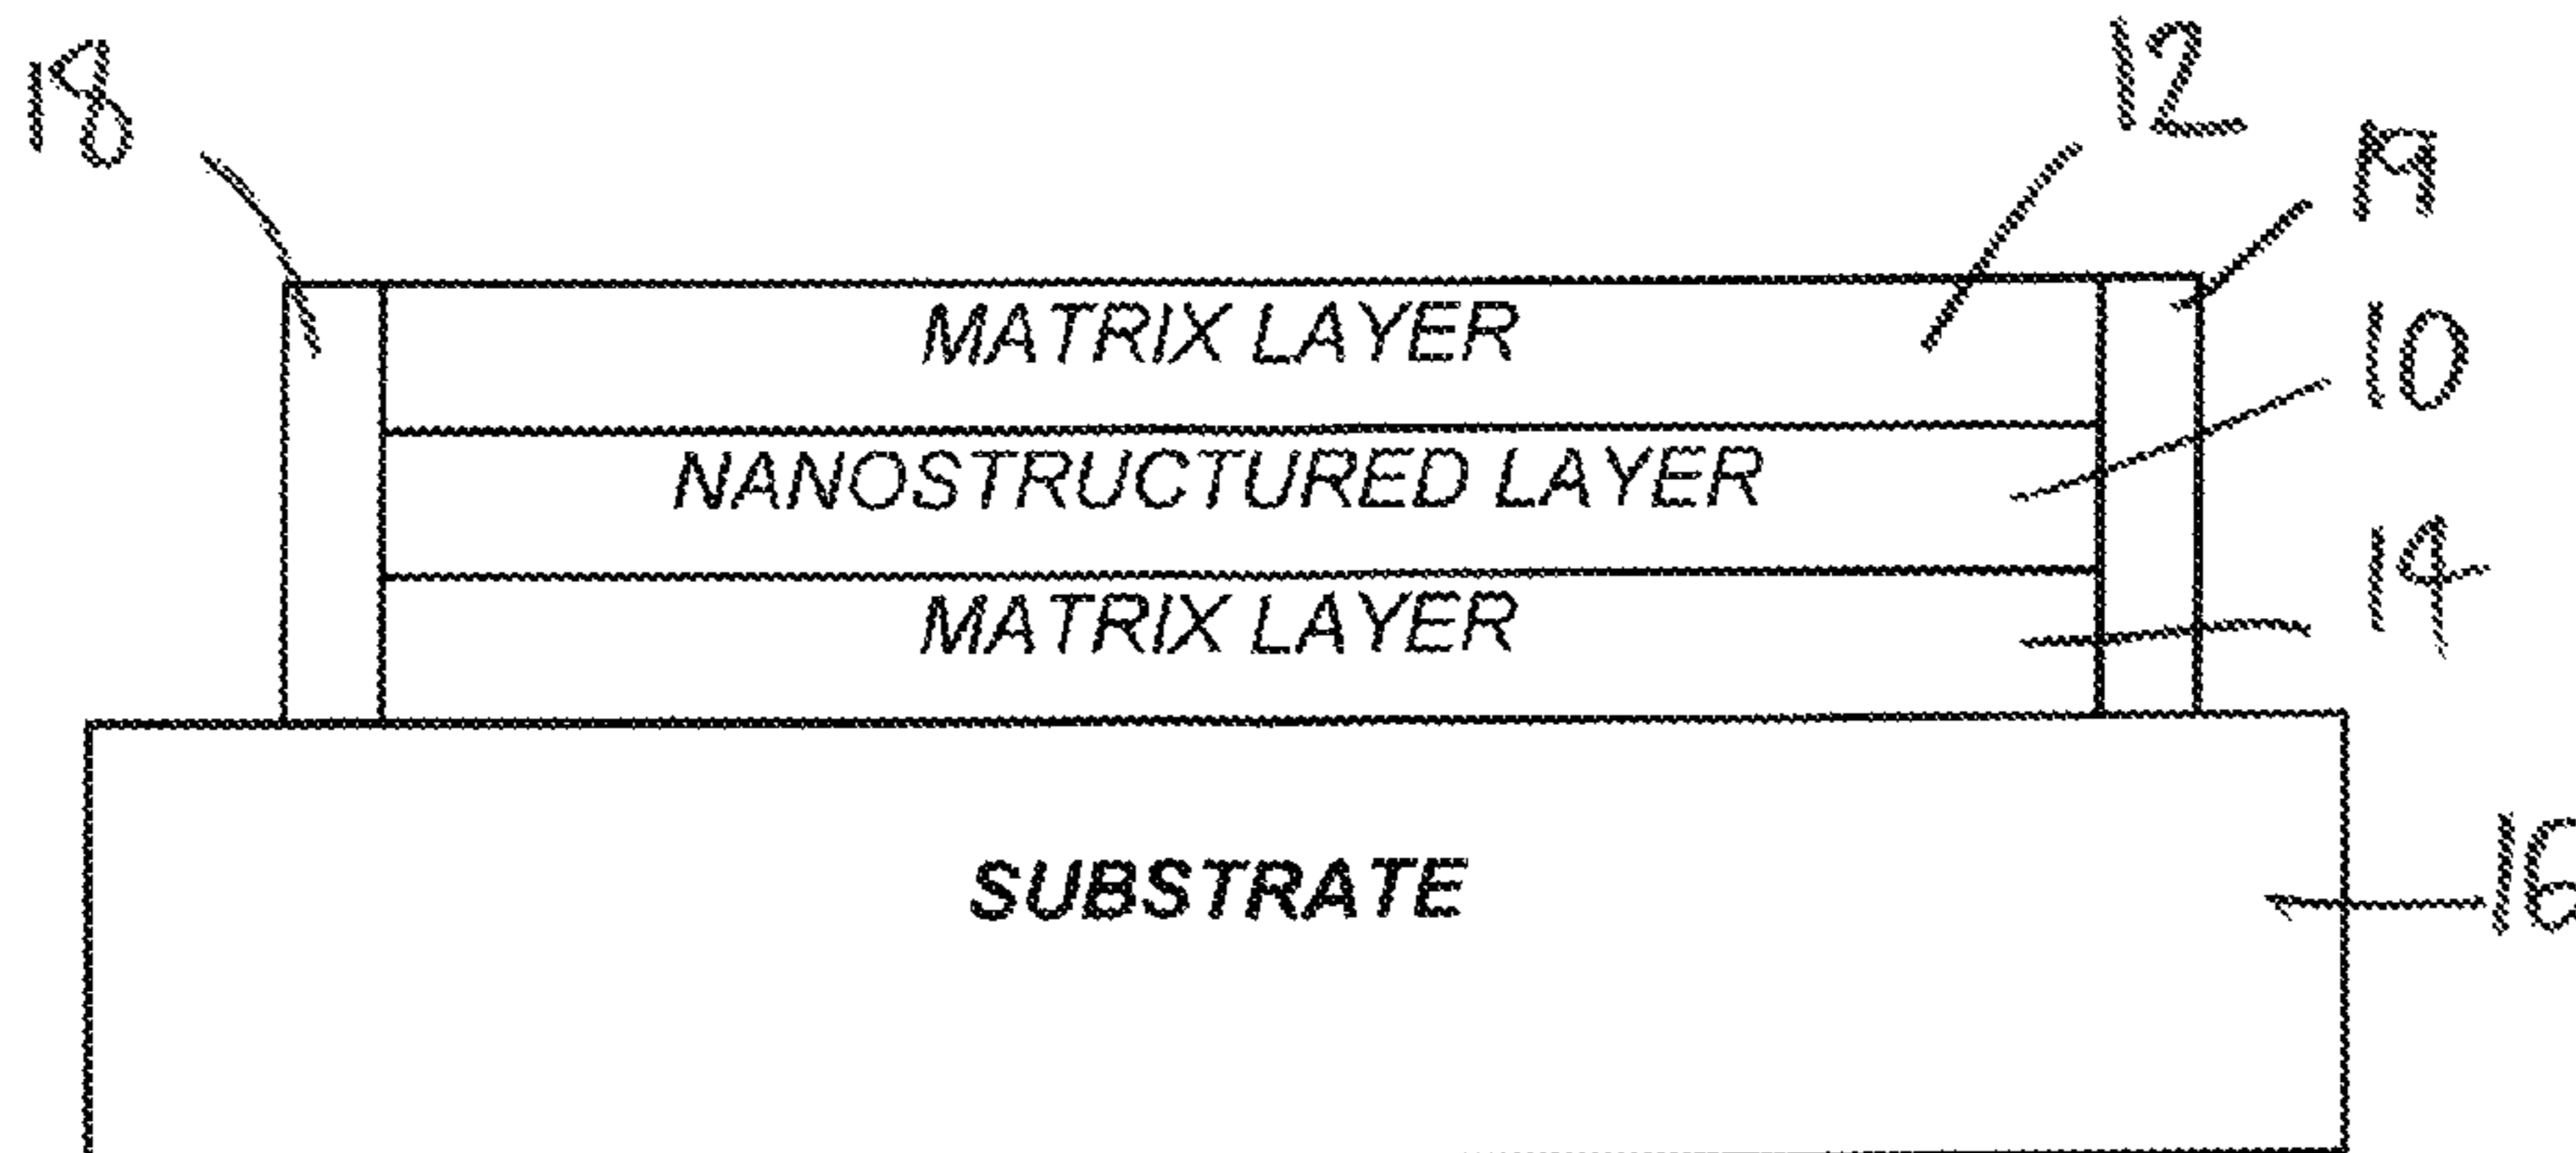 18
12
19
MATRIX LAYER
10
NANOSTRUCTURED LAYER
14
MATRIX LAYER
SUBSTRATE
16